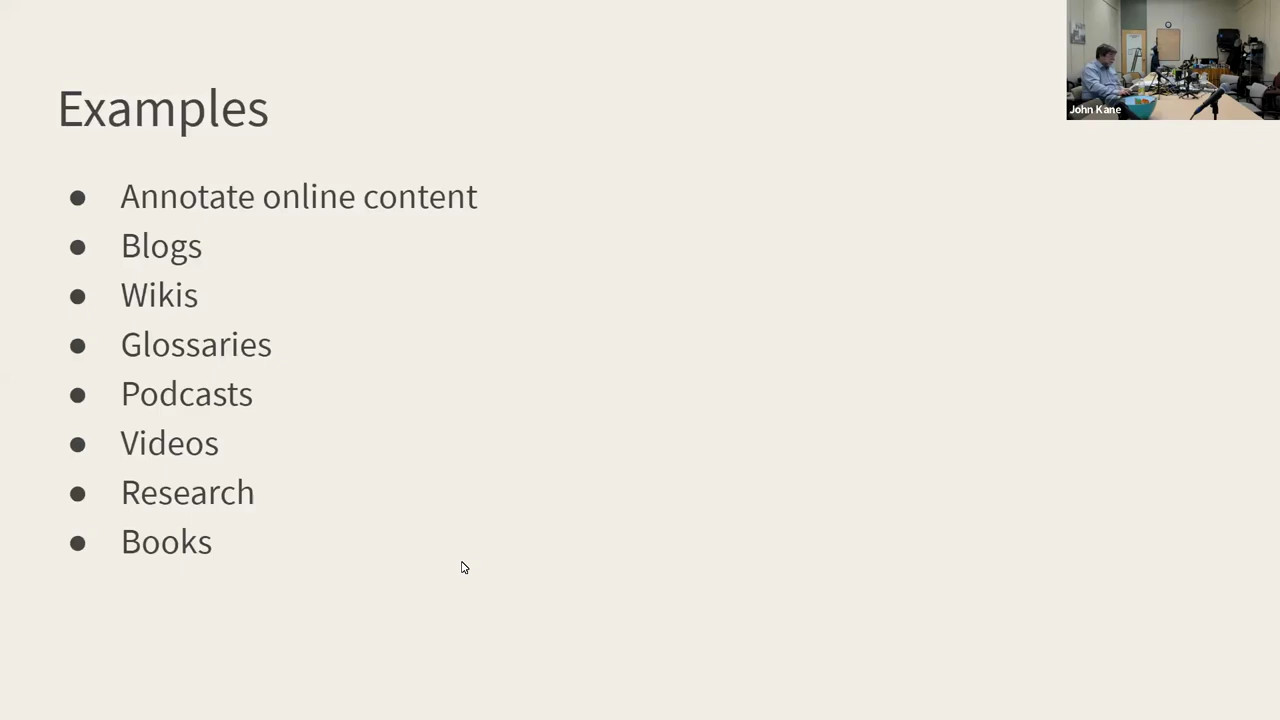 Examples
● Annotate online content
● Blogs
● Wikis
● Glossaries
● Podcasts
● Videos
● Research
● Books
John Kane